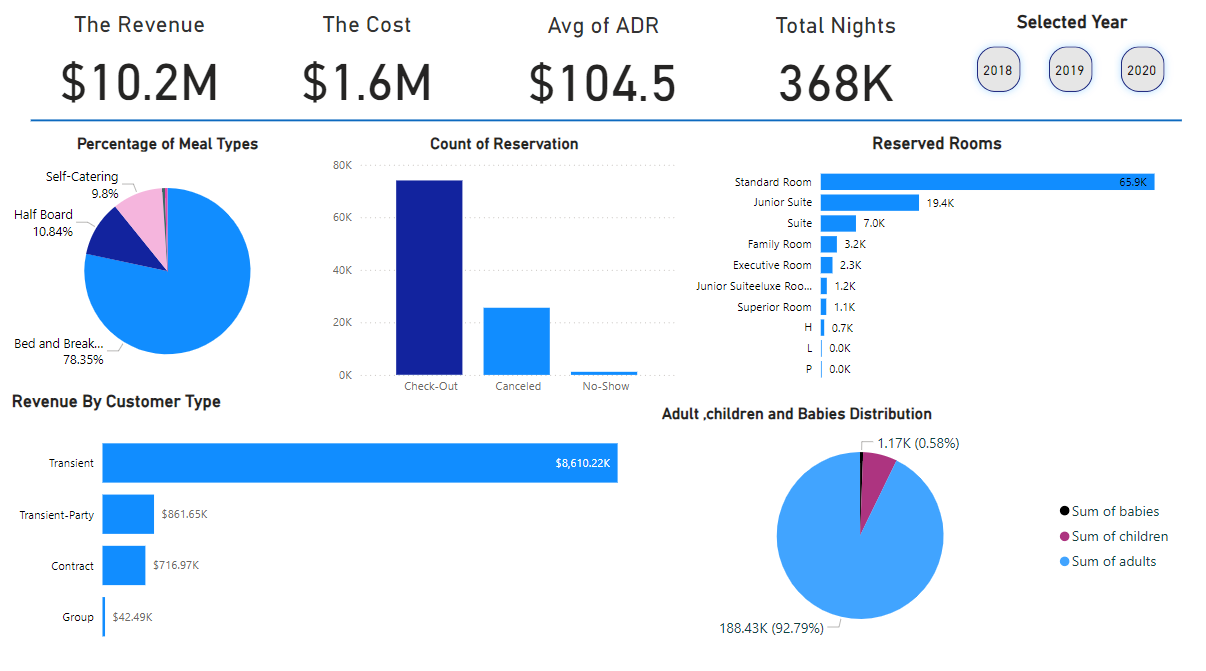 The Revenue
$10.2M
The Cost
$1.6M
Avg of ADR
$104.5
Total Nights
368K
Selected Year
2018
2019
2020
Percentage of Meal Types
Self-Catering
9.8%
Half Board
10.84%
Bed and Break...
78.35%
Count of Reservation
80K
60K
40K
20K
0K
Check-Out
Canceled
No-Show
Reserved Rooms
Standard Room 65.9K
Junior Suite 19.4K
Suite 7.0K
Family Room 3.2K
Executive Room 2.3K
Junior Suiteeluxe Roo... 1.2K
Superior Room 1.1K
H 0.7K
L 0.0K
P 0.0K
Revenue By Customer Type
Transient $8,610.22K
Transient-Party $861.65K
Contract $716.97K
Group $42.49K
Adult ,children and Babies Distribution
1.17K (0.58%)
188.43K (92.79%)
Sum of babies
Sum of children
Sum of adults